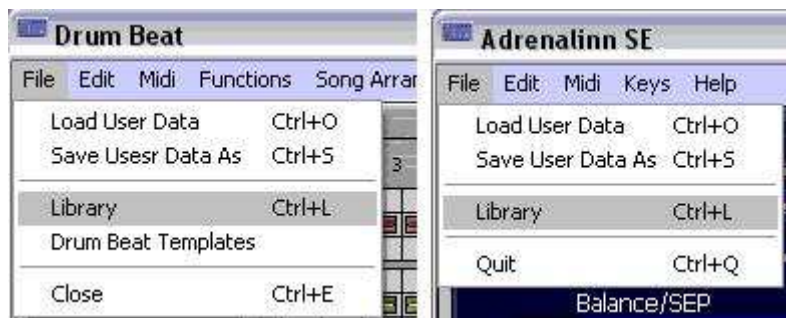 Drum Beat
File Edit Midi Functions Song Arrar
Load User Data Ctrl+O
Save Usesr Data As Ctrl+S
3
Library Ctrl+L
Drum Beat Templates
Close Ctrl+E
Adrenalinn SE
File Edit Midi Keys Help
Load User Data Ctrl+O
Save User Data As Ctrl+S
Library Ctrl+L
Quit Ctrl+Q
Balance/SEP